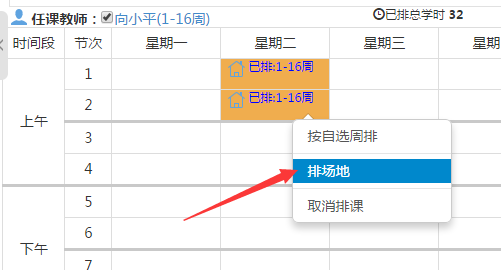 任课教师：向小平(1-16周) 已排总学时 32
时间段 节次 星期一 星期二 星期三 星期
上午
1 已排:1-16周
2 已排:1-16周
按自选周排
3
排场地
4
取消排课
5
下午
6
7